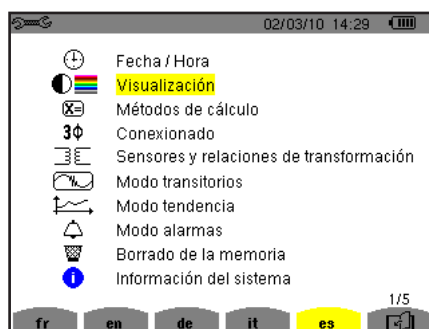 02/03/10 14:29
Fecha / Hora
Visualización
Métodos de cálculo
3Φ Conexionado
Sensores y relaciones de transformación
Modo transitorios
Modo tendencia
Modo alarmas
Borrado de la memoria
Información del sistema
1/5
fr en de it es